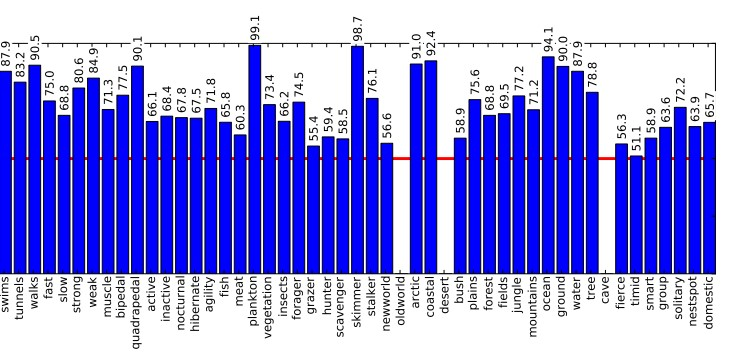 87.9
83.2
90.5
75.0
68.8
80.6
84.9
71.3
77.5
90.1
66.1
68.4
67.8
67.5
71.8
65.8
60.3
99.1
73.4
66.2
74.5
55.4
59.4
58.5
98.7
76.1
56.6
91.0
92.4
58.9
75.6
68.8
69.5
77.2
71.2
94.1
90.0
87.9
78.8
56.3
51.1
58.9
63.6
72.2
63.9
65.7
swims
tunnels
walks
fast
slow
strong
weak
muscle
bipedal
quadrapedal
active
inactive
nocturnal
hibernate
agility
fish
meat
plankton
vegetation
insects
forager
grazer
hunter
scavenger
skimmer
stalker
newworld
oldworld
arctic
coastal
desert
bush
plains
forest
fields
jungle
mountains
ocean
ground
water
tree
cave
fierce
timid
smart
group
solitary
nestspot
domestic